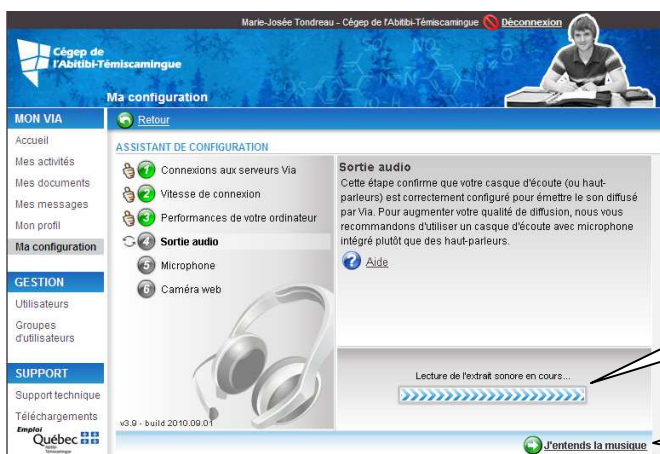 Marie-Josée Tondreau - Cégep de l'Abitibi-Témiscamingue Déconnexion
Cégep de
l'Abitibi-Témiscamingue
Ma configuration
MON VIA
Accueil
Mes activités
Mes documents
Mes messages
Mon profil
Ma configuration
GESTION
Utilisateurs
Groupes
d'utilisateurs
SUPPORT
Support technique
Téléchargements
Emploi
Québec
Abitibi-
Témiscamingue
Retour
ASSISTANT DE CONFIGURATION
1 Connexions aux serveurs Via
2 Vitesse de connexion
3 Performances de votre ordinateur
4 Sortie audio
5 Microphone
6 Caméra web
v3.9 - build 2010.09.01
Sortie audio
Cette étape confirme que votre casque d'écoute (ou haut-
parleurs) est correctement configuré pour émettre le son diffusé
par Via. Pour augmenter votre qualité de diffusion, nous vous
recommandons d'utiliser un casque d'écoute avec microphone
intégré plutôt que des haut-parleurs.
Aide
Lecture de l'extrait sonore en cours...
J'entends la musique